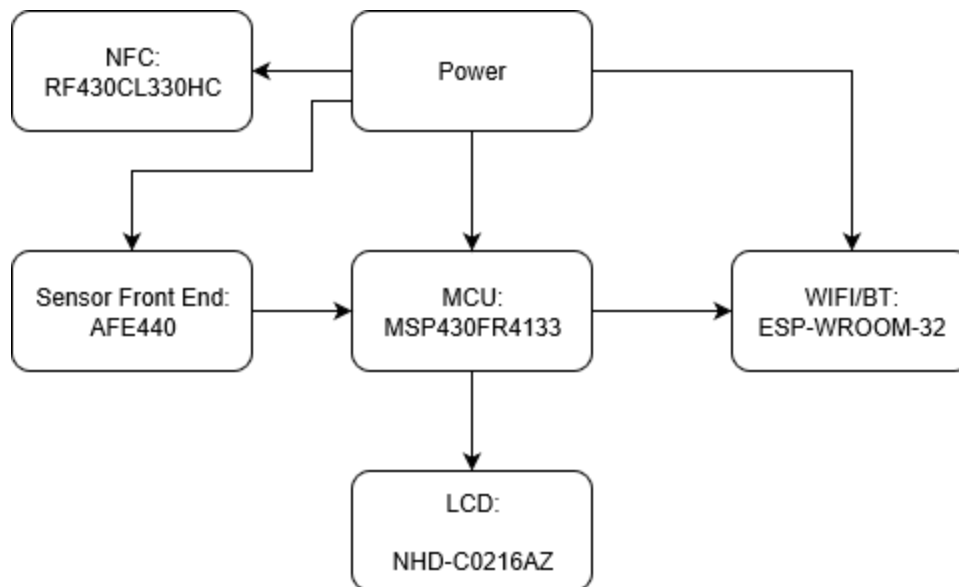 NFC:
RF430CL330HC
Power
Sensor Front End:
AFE440
MCU:
MSP430FR4133
WIFI/BT:
ESP-WROOM-32
LCD:
NHD-C0216AZ